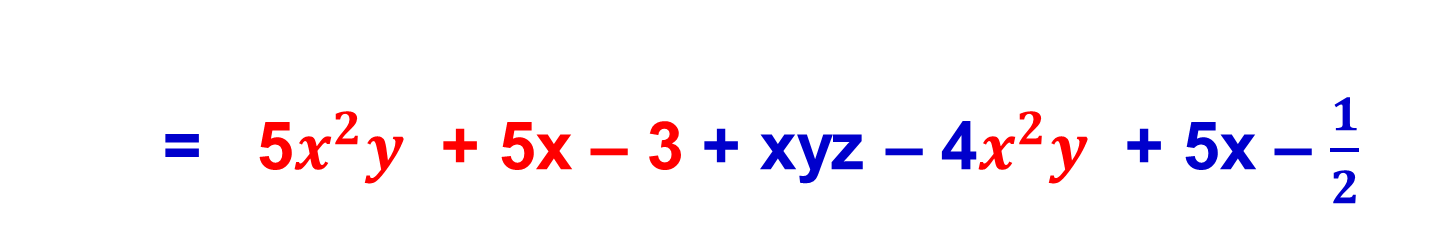 = 5x²y + 5x – 3 + xyz – 4x²y + 5x – 1/2